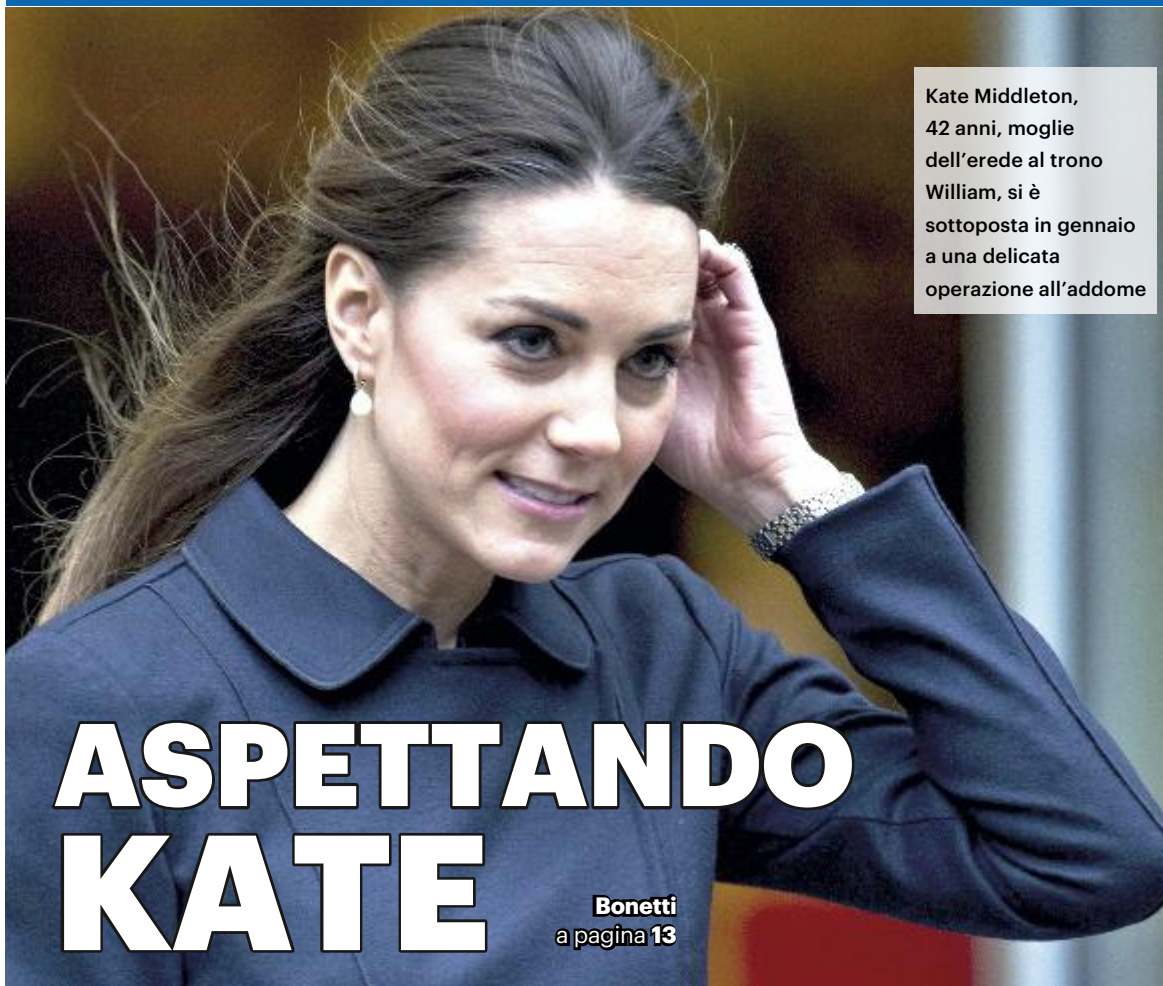 Kate Middleton,
42 anni, moglie
dell'erede al trono
William, si è
sottoposta in gennaio
a una delicata
operazione all'addome
ASPETTANDO
KATE
Bonetti
a pagina 13